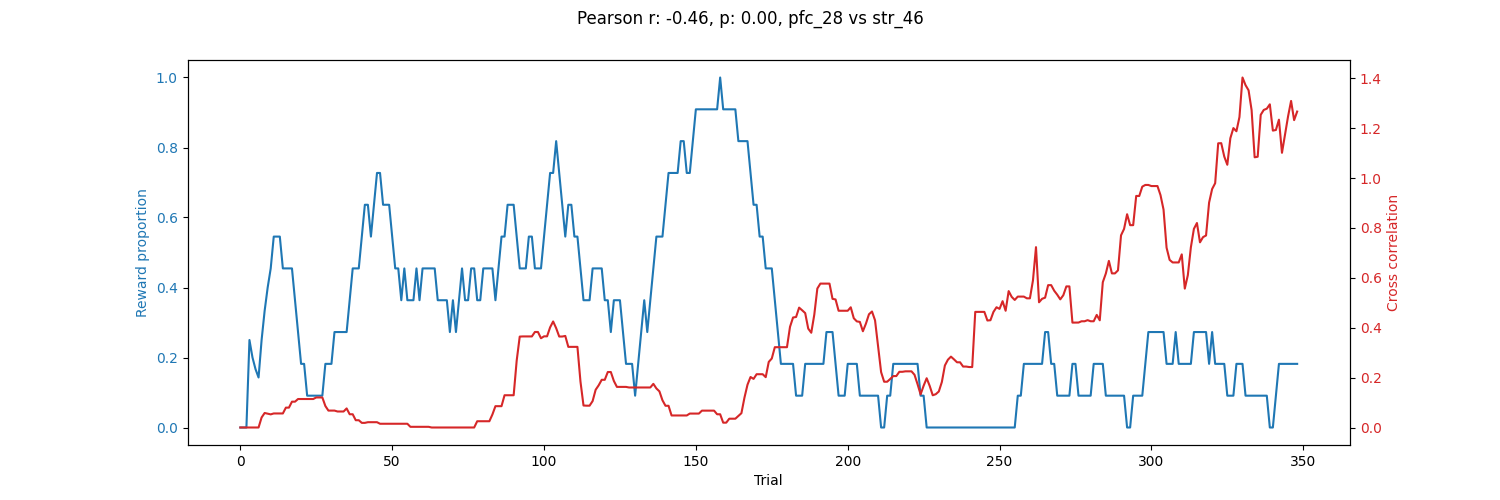 Pearson r: -0.46, p: 0.00, pfc_28 vs str_46
1.0
0.8
0.6
0.4
0.2
0.0
Reward proportion
1.4
1.2
1.0
0.8
0.6
0.4
0.2
0.0
Cross correlation
0 50 100 150 200 250 300 350
Trial